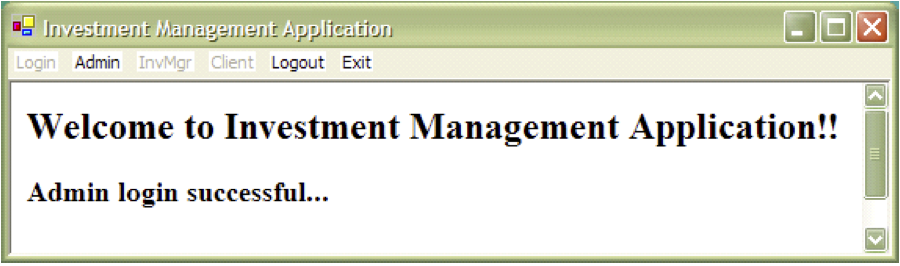 Investment Management Application
Login Admin InvMgr Client Logout Exit
Welcome to Investment Management Application!!
Admin login successful...